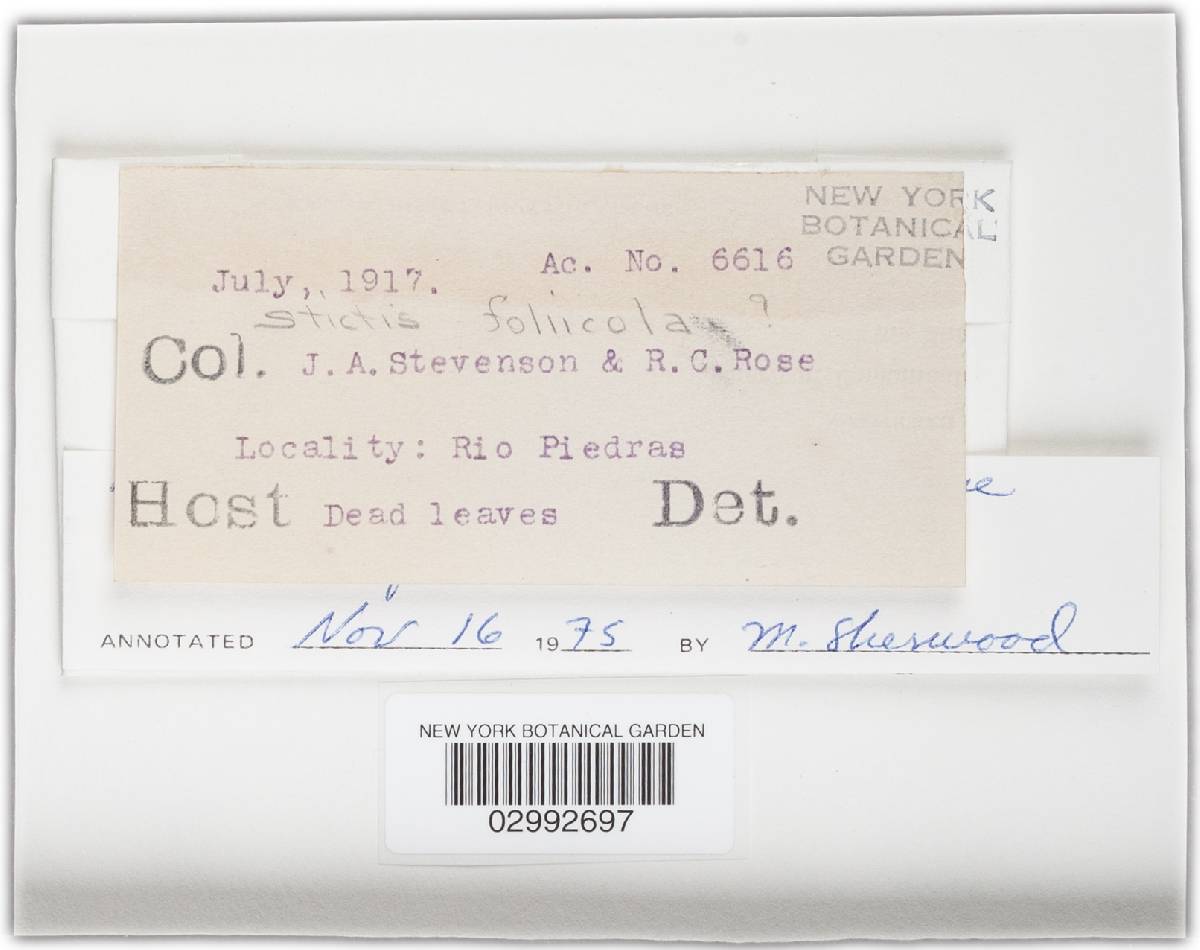 NEW YORK
BOTANICAL
GARDEN
July, 1917. Ac. No. 6616
Stictis foliicola ?
Col. J.A.Stevenson & R.C.Rose
Locality: Rio Piedras
Host Dead leaves Det.
ANNOTATED Nov 16 1975 BY M. Sherwood
NEW YORK BOTANICAL GARDEN
02992697